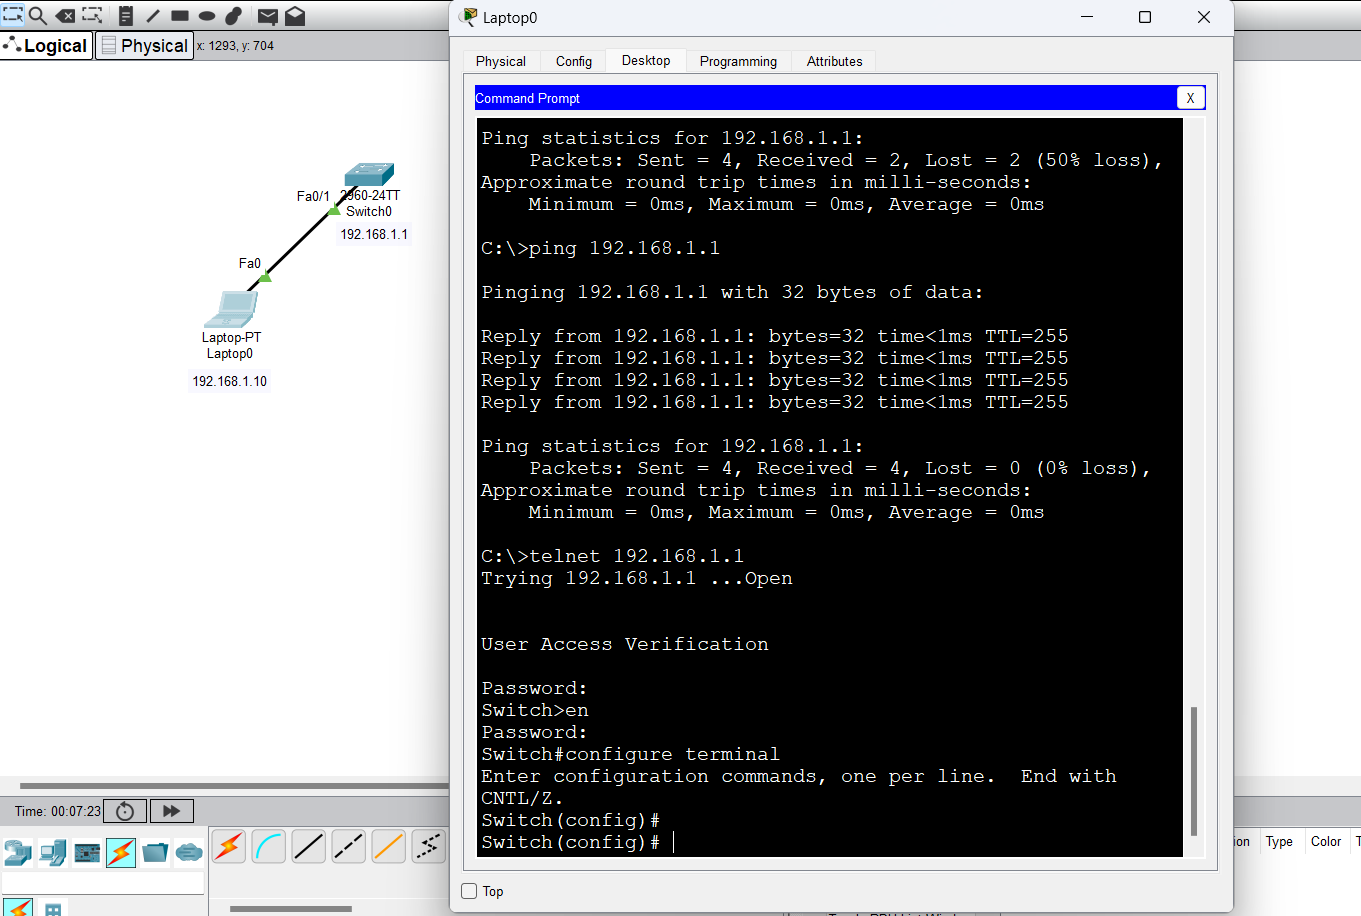 Logical
Physical
x: 1293, y: 704
Fa0/1
2960-24TT
Switch0
192.168.1.1
Fa0
Laptop-PT
Laptop0
192.168.1.10
Time: 00:07:23
Laptop0
Physical Config Desktop Programming Attributes
Command Prompt
X
Ping statistics for 192.168.1.1:
Packets: Sent = 4, Received = 2, Lost = 2 (50% loss),
Approximate round trip times in milli-seconds:
Minimum = 0ms, Maximum = 0ms, Average = 0ms
C:\>ping 192.168.1.1
Pinging 192.168.1.1 with 32 bytes of data:
Reply from 192.168.1.1: bytes=32 time<1ms TTL=255
Reply from 192.168.1.1: bytes=32 time<1ms TTL=255
Reply from 192.168.1.1: bytes=32 time<1ms TTL=255
Reply from 192.168.1.1: bytes=32 time<1ms TTL=255
Ping statistics for 192.168.1.1:
Packets: Sent = 4, Received = 4, Lost = 0 (0% loss),
Approximate round trip times in milli-seconds:
Minimum = 0ms, Maximum = 0ms, Average = 0ms
C:\>telnet 192.168.1.1
Trying 192.168.1.1 ...Open
User Access Verification
Password:
Switch>en
Password:
Switch#configure terminal
Enter configuration commands, one per line.  End with
CNTL/Z.
Switch(config)#
Switch(config)#
Top
Type Color